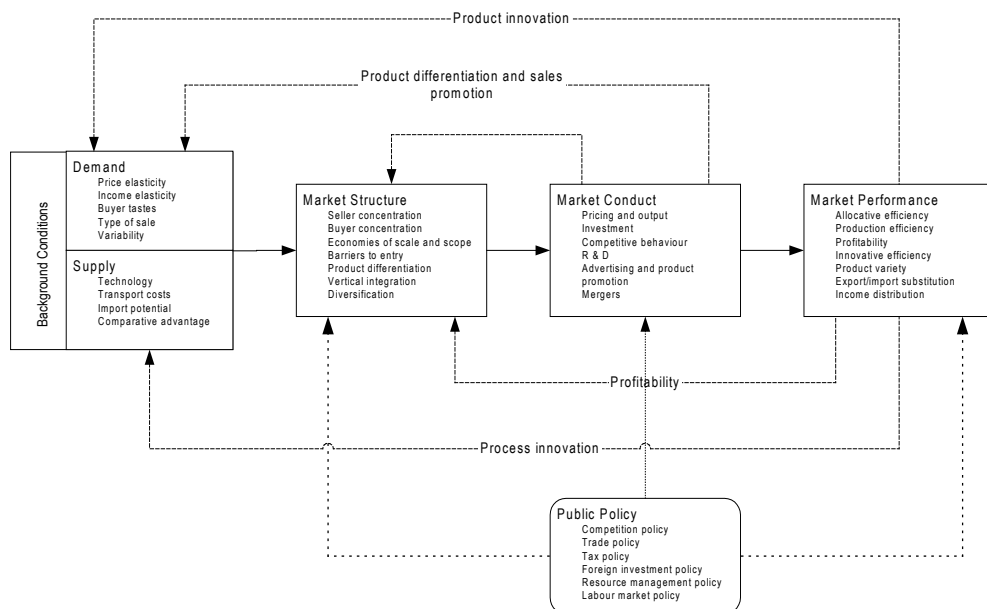 Product innovation
Product differentiation and sales
promotion
Background Conditions
Demand
Price elasticity
Income elasticity
Buyer tastes
Type of sale
Variability
Supply
Technology
Transport costs
Import potential
Comparative advantage
Market Structure
Seller concentration
Buyer concentration
Economies of scale and scope
Barriers to entry
Product differentiation
Vertical integration
Diversification
Market Conduct
Pricing and output
Investment
Competitive behaviour
R & D
Advertising and product
promotion
Mergers
Market Performance
Allocative efficiency
Production efficiency
Profitability
Innovative efficiency
Product variety
Export/import substitution
Income distribution
Profitability
Process innovation
Public Policy
Competition policy
Trade policy
Tax policy
Foreign investment policy
Resource management policy
Labour market policy